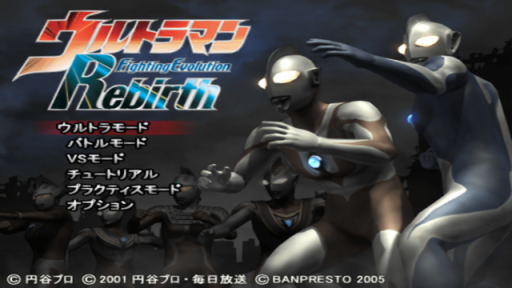 ウルトラマン
Fighting Evolution
Rebirth
ウルトラモード
バトルモード
VSモード
チュートリアル
プラクティスモード
オプション
© 円谷プロ © 2001 円谷プロ・毎日放送 © BANPRESTO 2005